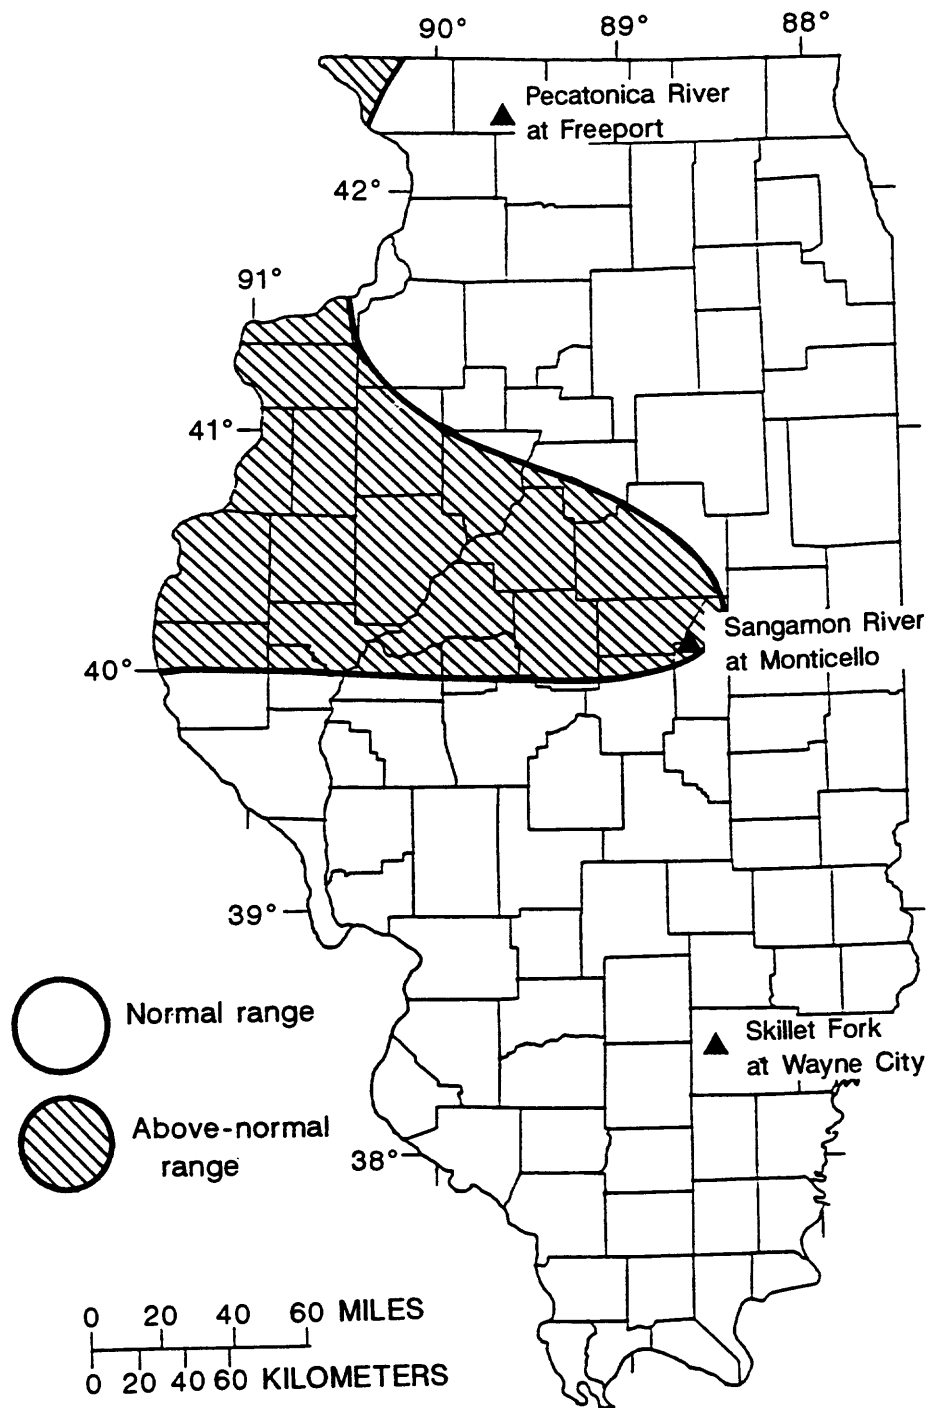 90° 89° 88°
Pecatonica River
at Freeport
42°
91°
41°
Sangamon River
at Monticello
40°
39°
Normal range
Skillet Fork
at Wayne City
Above-normal
range
38°
0 20 40 60 MILES
0 20 40 60 KILOMETERS